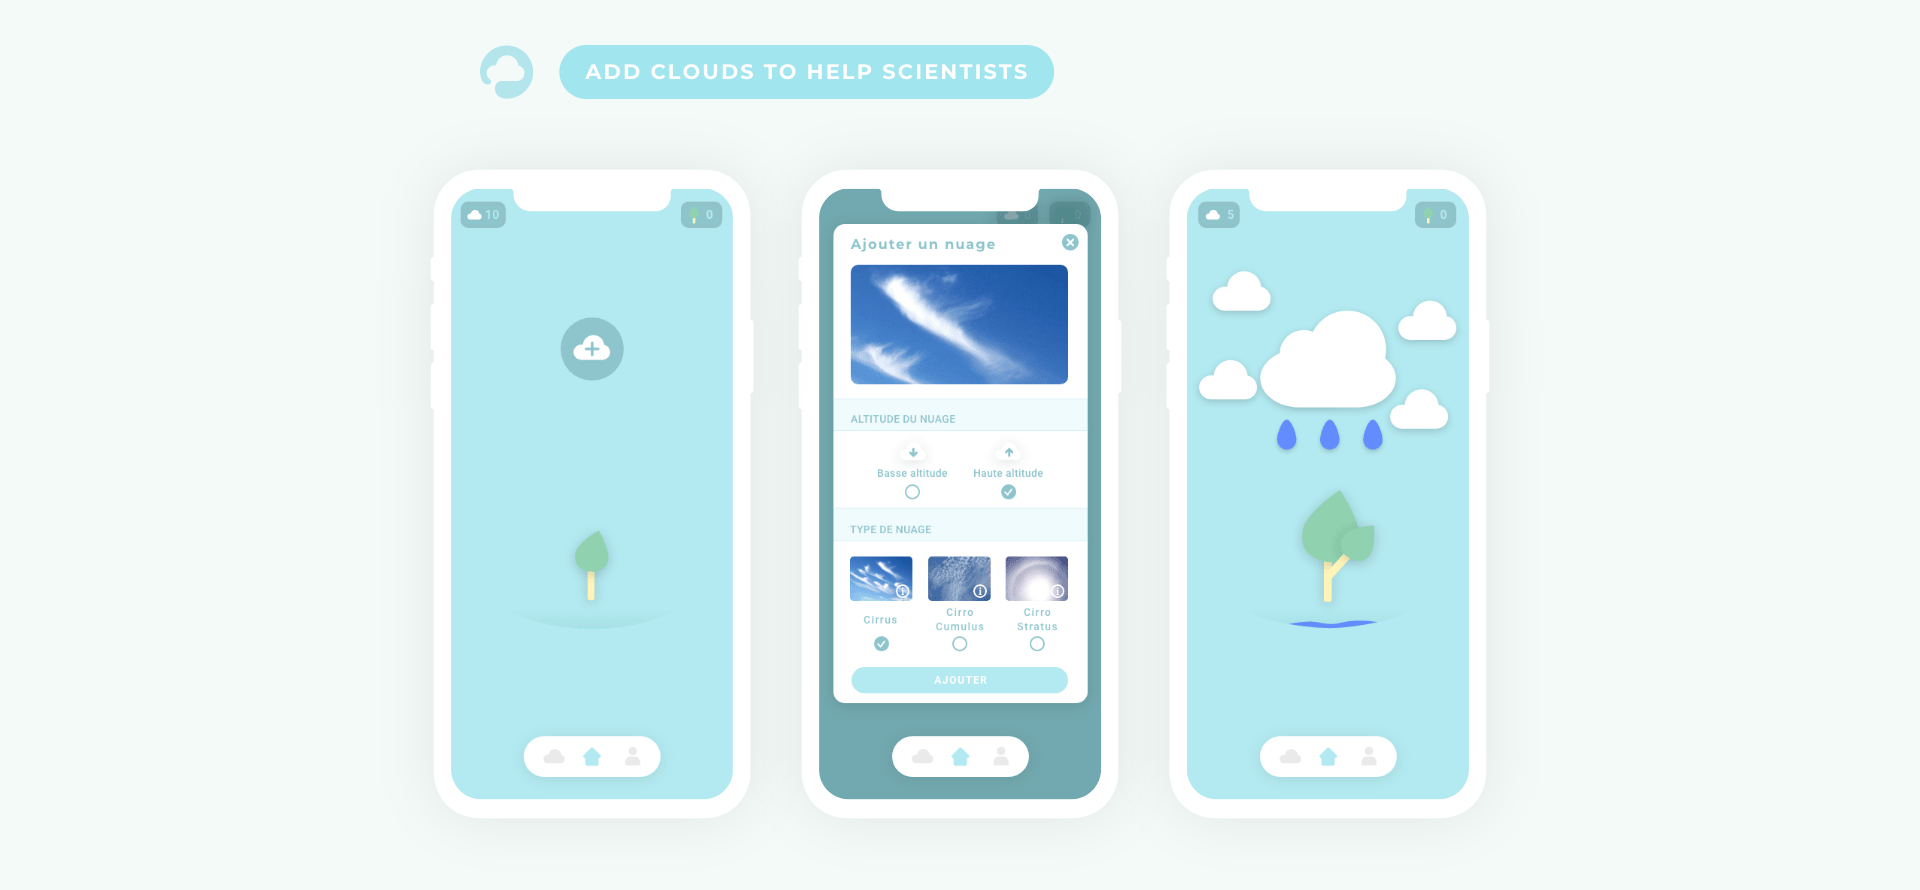 ADD CLOUDS TO HELP SCIENTISTS
10
0
Ajouter un nuage
ALTITUDE DU NUAGE
Basse altitude
Haute altitude
TYPE DE NUAGE
Cirrus
Cirro
Cumulus
Cirro
Stratus
AJOUTER
5
0